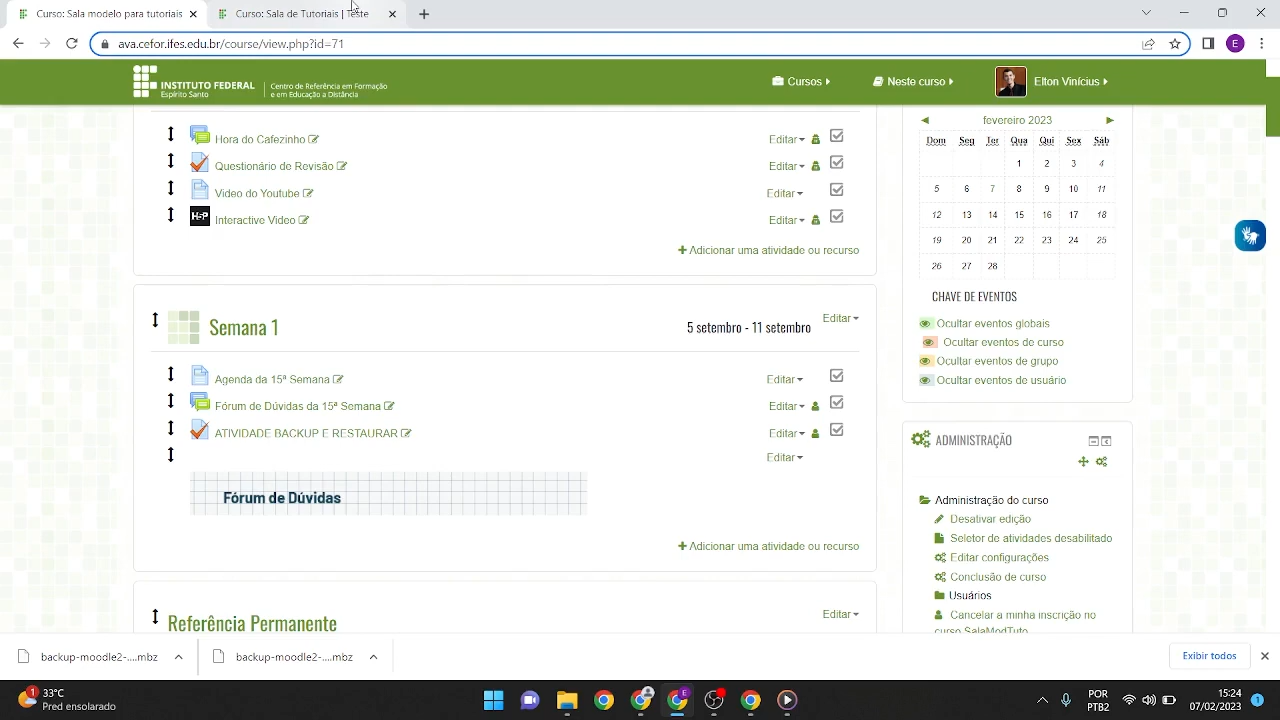 Curso: Sala modelo para tutoriais
Curso: Sala de tutoriais | Teste
ava.cefor.ifes.edu.br/course/view.php?id=71
E
INSTITUTO FEDERAL
Espírito Santo
Centro de Referência em Formação
e em Educação a Distância
Cursos
Neste curso
Elton Vinícius
Hora do Cafezinho
Editar
Questionário de Revisão
Editar
Video do Youtube
Editar
H5P
Interactive Video
Editar
Adicionar uma atividade ou recurso
Semana 1
5 setembro - 11 setembro
Editar
Agenda da 15ª Semana
Editar
Fórum de Dúvidas da 15ª Semana
Editar
ATIVIDADE BACKUP E RESTAURAR
Editar
Editar
Fórum de Dúvidas
Adicionar uma atividade ou recurso
Referência Permanente
Editar
fevereiro 2023
Dom Seg Ter Qua Qui Sex Sáb
1 2 3 4
5 6 7 8 9 10 11
12 13 14 15 16 17 18
19 20 21 22 23 24 25
26 27 28
CHAVE DE EVENTOS
Ocultar eventos globais
Ocultar eventos de curso
Ocultar eventos de grupo
Ocultar eventos de usuário
ADMINISTRAÇÃO
Administração do curso
Desativar edição
Seletor de atividades desabilitado
Editar configurações
Conclusão de curso
Usuários
Cancelar a minha inscrição no
curso SalaModTuto
backup-moodle2-....mbz
backup-moodle2-....mbz
Exibir todos
1
33°C
Pred ensolarado
E
POR
PTB2
15:24
07/02/2023
1